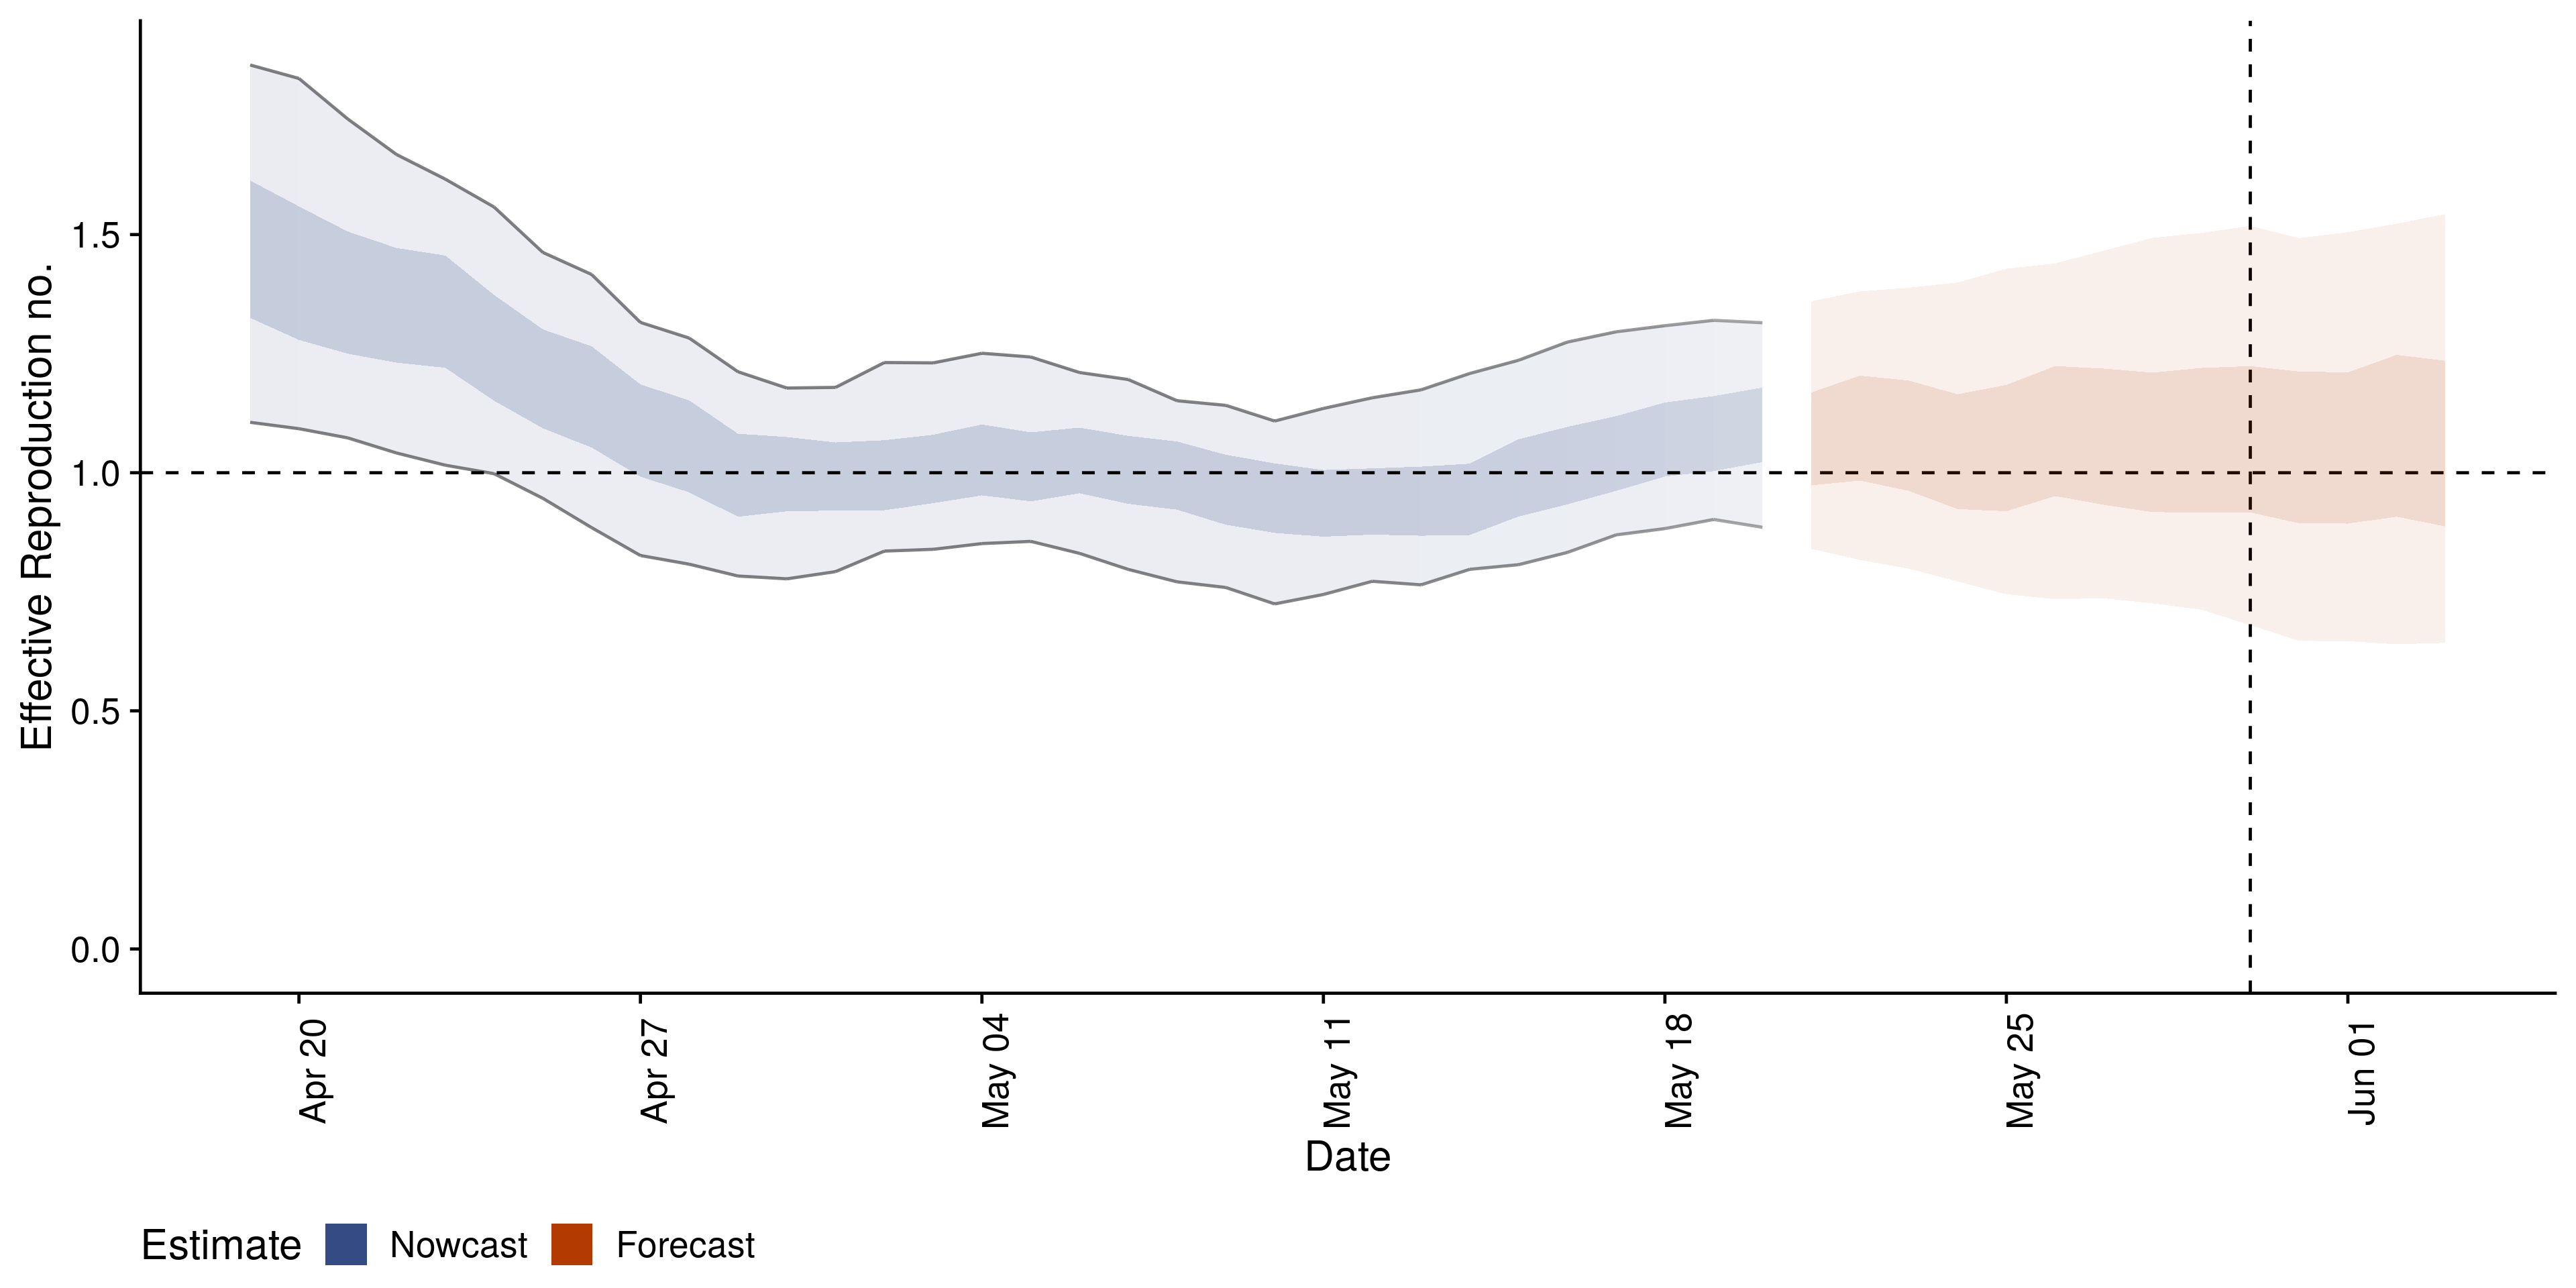 Effective Reproduction no.
1.5
1.0
0.5
0.0
Apr 20
Apr 27
May 04
May 11
May 18
May 25
Jun 01
Date
Estimate Nowcast Forecast